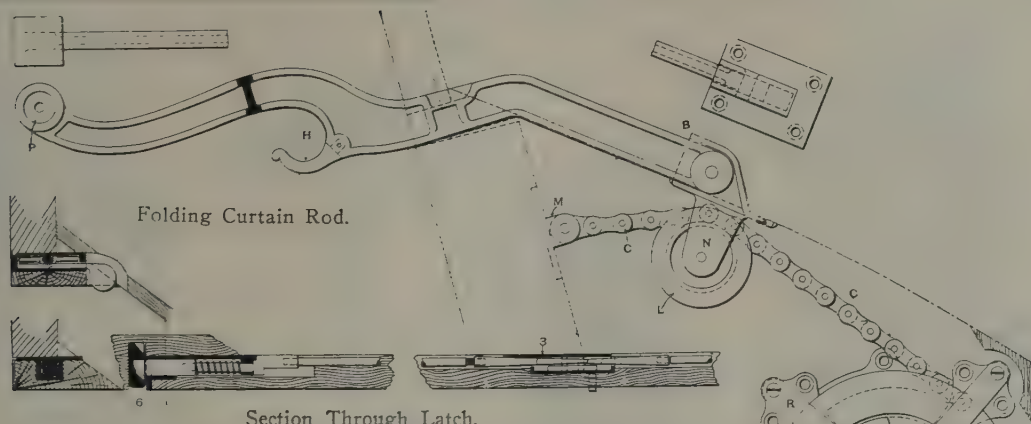 B
P
H
M
Folding Curtain Rod.
C
N
C
3
6
R
Section Through Latch.